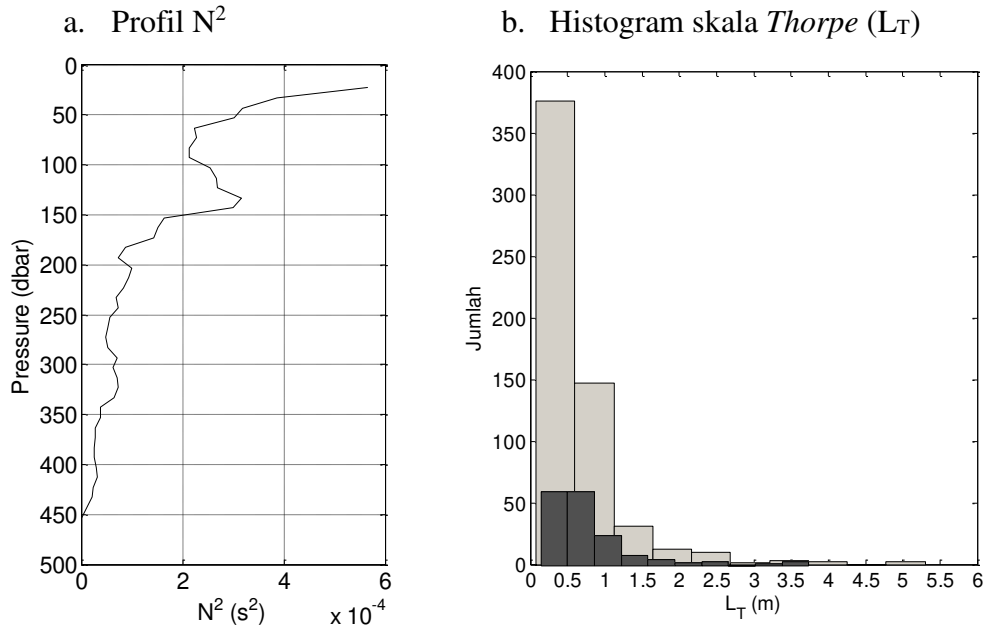 a. Profil N²
b. Histogram skala Thorpe (L_T)
0
50
100
150
200
250
300
350
400
450
500
Pressure (dbar)
0 2 4 6
N² (s²)
x 10⁻⁴
400
350
300
250
200
150
100
50
0
Jumlah
0 0.5 1 1.5 2 2.5 3 3.5 4 4.5 5 5.5 6
L_T (m)